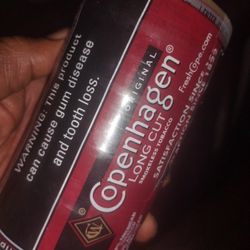 WARNING: This product
can cause gum disease
and tooth loss.
ORIGINAL
Copenhagen®
LONG CUT
SMOKELESS TOBACCO
SATISFACTION SINCE
FreshCope.com
W